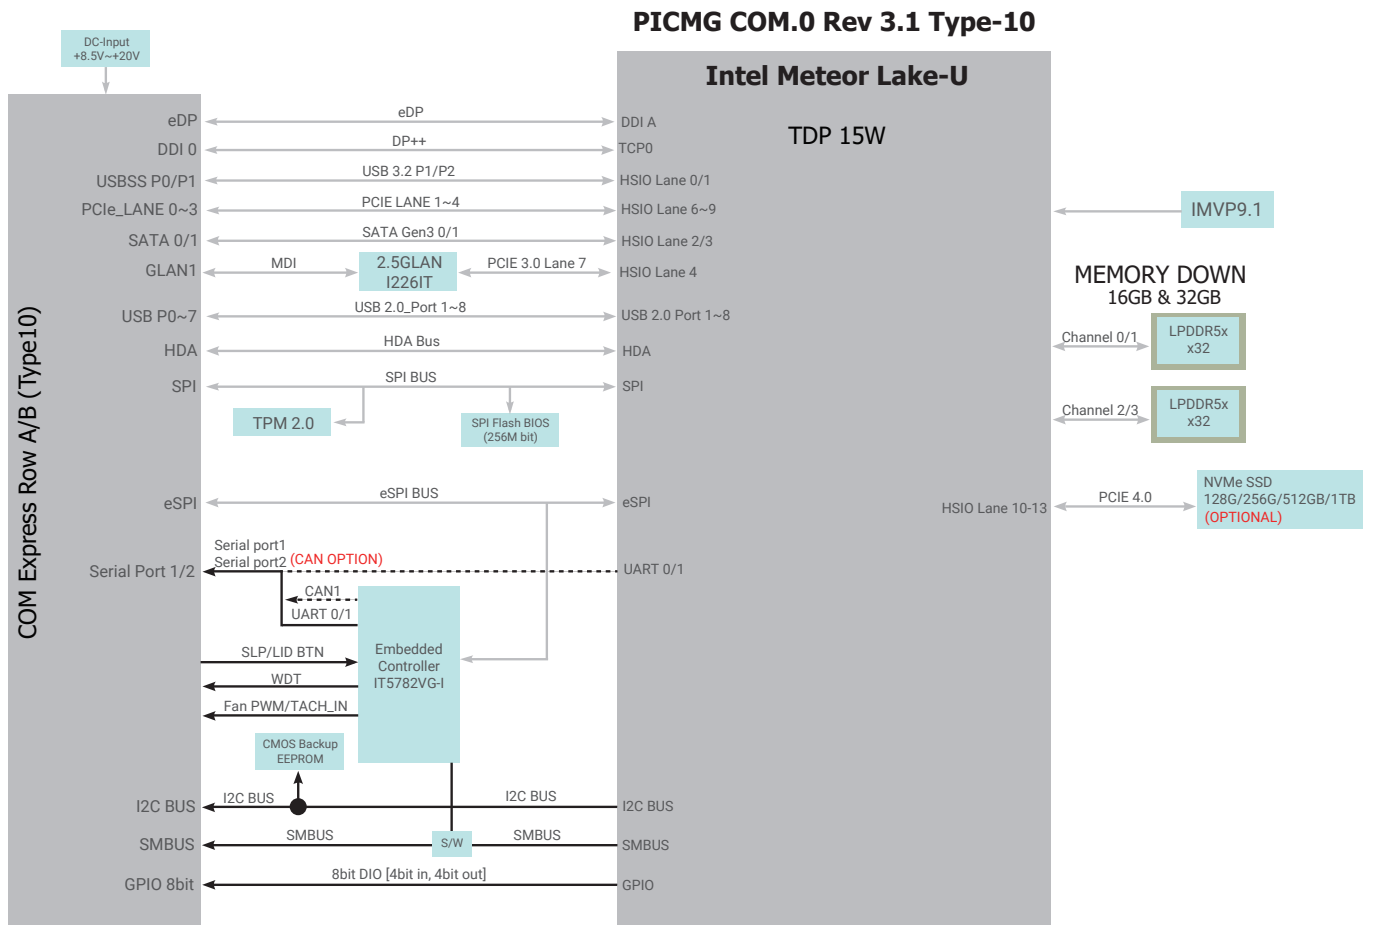 PICMG COM.0 Rev 3.1 Type-10
DC-Input
+8.5V~+20V
Intel Meteor Lake-U
TDP 15W
COM Express Row A/B (Type10)
eDP
eDP
DDI A
DDI 0
DP++
TCP0
USBSS P0/P1
USB 3.2 P1/P2
HSIO Lane 0/1
PCIe_LANE 0~3
PCIE LANE 1~4
HSIO Lane 6~9
SATA 0/1
SATA Gen3 0/1
HSIO Lane 2/3
GLAN1
MDI
2.5GLAN
I226IT
PCIE 3.0 Lane 7
HSIO Lane 4
USB P0~7
USB 2.0_Port 1~8
USB 2.0 Port 1~8
HDA
HDA Bus
HDA
SPI
SPI BUS
SPI
TPM 2.0
SPI Flash BIOS
(256M bit)
eSPI
eSPI BUS
eSPI
Serial port1
Serial port2 (CAN OPTION)
Serial Port 1/2
UART 0/1
CAN1
UART 0/1
Embedded
Controller
IT5782VG-I
SLP/LID BTN
WDT
Fan PWM/TACH_IN
CMOS Backup
EEPROM
I2C BUS
I2C BUS
I2C BUS
I2C BUS
SMBUS
SMBUS
S/W
SMBUS
SMBUS
GPIO 8bit
8bit DIO [4bit in, 4bit out]
GPIO
IMVP9.1
MEMORY DOWN
16GB & 32GB
Channel 0/1
LPDDR5x
x32
Channel 2/3
LPDDR5x
x32
HSIO Lane 10-13
PCIE 4.0
NVMe SSD
128G/256G/512GB/1TB
(OPTIONAL)